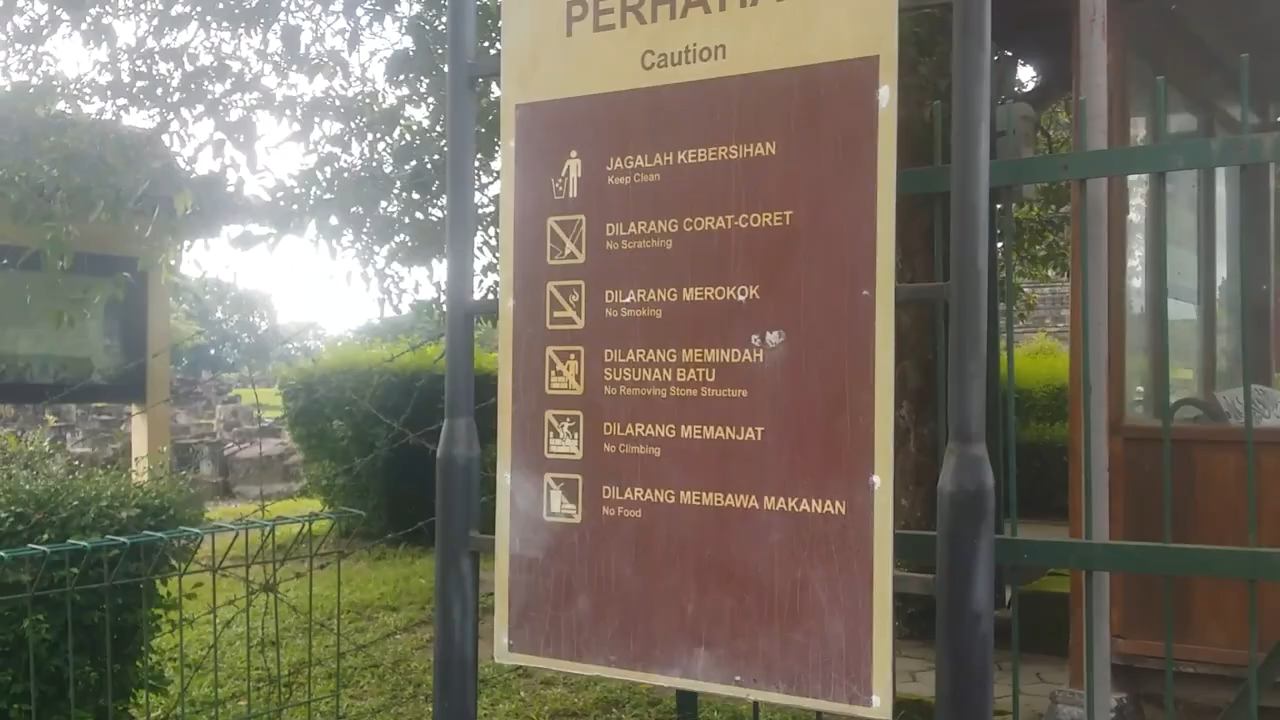 Caution
JAGALAH KEBERSIHAN
Keep Clean
DILARANG CORAT-CORET
No Scratching
DILARANG MEROKOK
No Smoking
DILARANG MEMINDAH
SUSUNAN BATU
No Removing Stone Structure
DILARANG MEMANJAT
No Climbing
DILARANG MEMBAWA MAKANAN
No Food